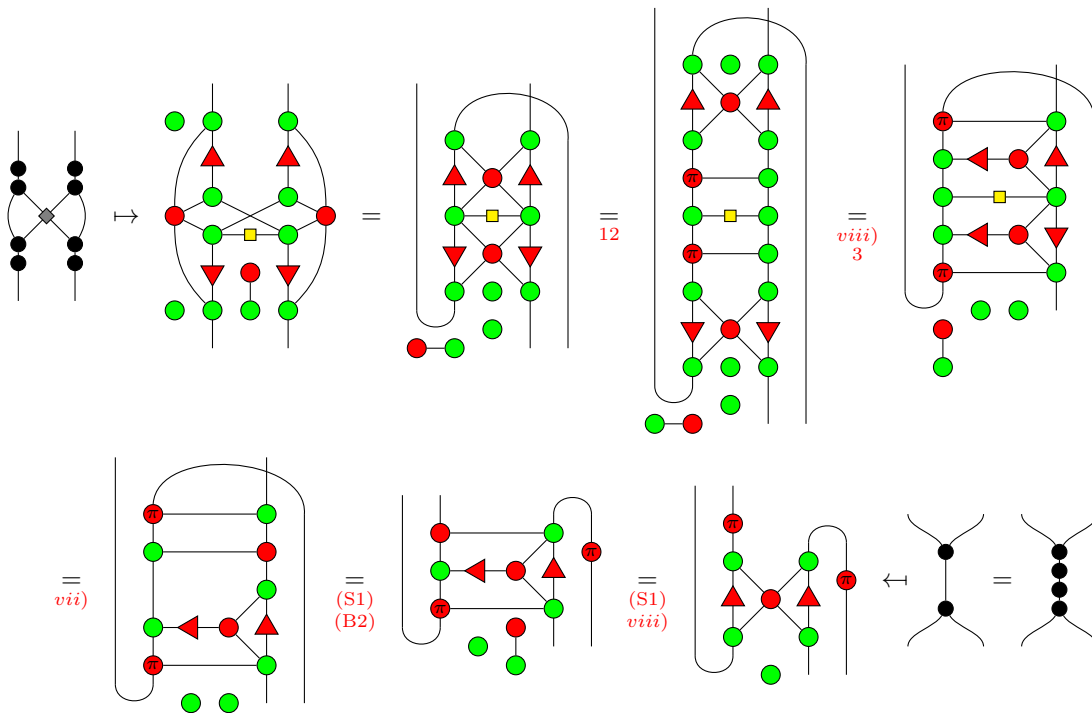 ↦ = = 12 = viii) 3
π π π π
= vii) = (S1) (B2) = (S1) viii) ↤ =
π π π π π π